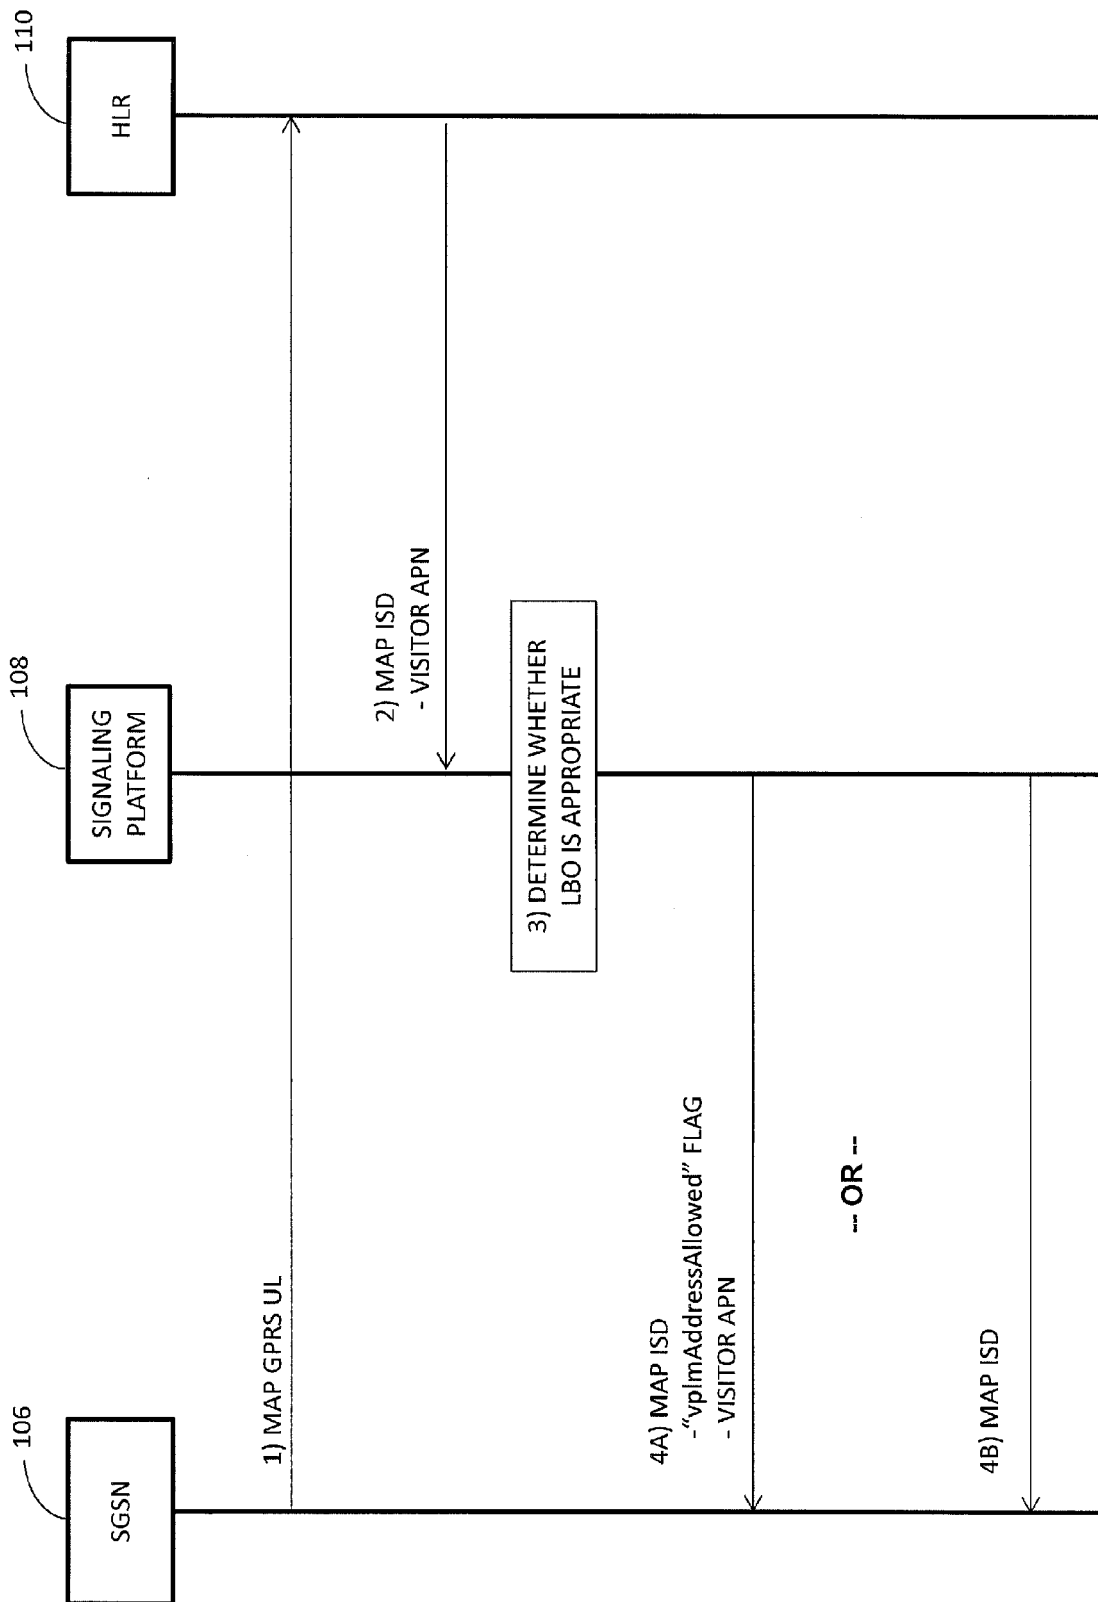 106
SGSN
108
SIGNALING
PLATFORM
110
HLR
1) MAP GPRS UL
2) MAP ISD
- VISITOR APN
3) DETERMINE WHETHER
LBO IS APPROPRIATE
4A) MAP ISD
-“vplmAddressAllowed” FLAG
- VISITOR APN
-- OR --
4B) MAP ISD